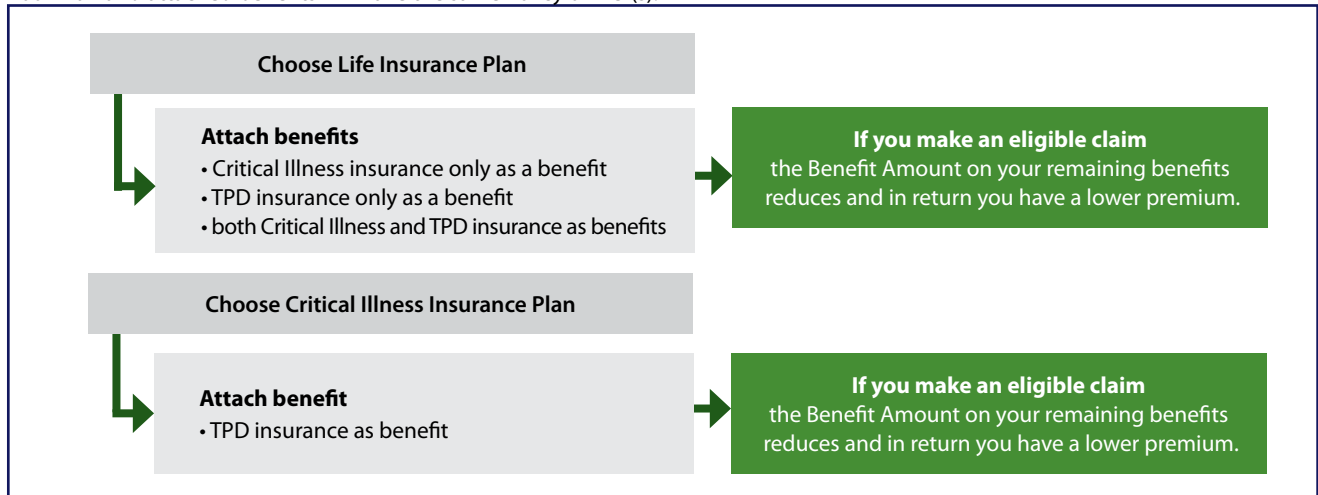 Choose Life Insurance Plan
Attach benefits
• Critical Illness insurance only as a benefit
• TPD insurance only as a benefit
• both Critical Illness and TPD insurance as benefits
If you make an eligible claim
the Benefit Amount on your remaining benefits
reduces and in return you have a lower premium.
Choose Critical Illness Insurance Plan
Attach benefit
• TPD insurance as benefit
If you make an eligible claim
the Benefit Amount on your remaining benefits
reduces and in return you have a lower premium.